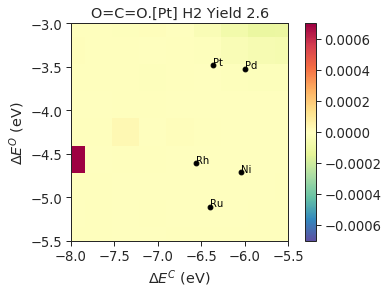 O=C=O.[Pt] H2 Yield 2.6
−3.0
−3.5
−4.0
−4.5
−5.0
−5.5
ΔE^O (eV)
Pt
Pd
Rh
Ni
Ru
−8.0 −7.5 −7.0 −6.5 −6.0 −5.5
ΔE^C (eV)
0.0006
0.0004
0.0002
0.0000
−0.0002
−0.0004
−0.0006